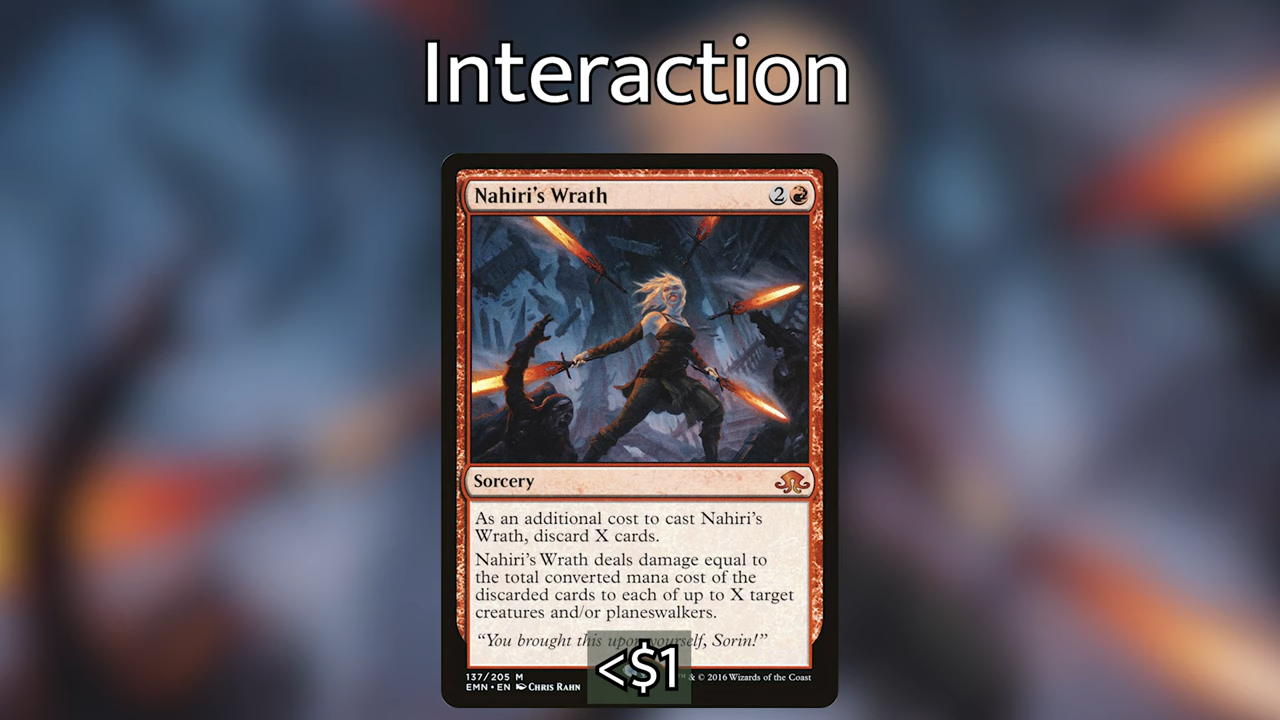 Interaction
Nahiri's Wrath 2
Sorcery
As an additional cost to cast Nahiri's
Wrath, discard X cards.
Nahiri's Wrath deals damage equal to
the total converted mana cost of the
discarded cards to each of up to X target
creatures and/or planeswalkers.
"You brought this upon yourself, Sorin!"
<$1
137/205 M
EMN • EN Chris Rahn
& © 2016 Wizards of the Coast